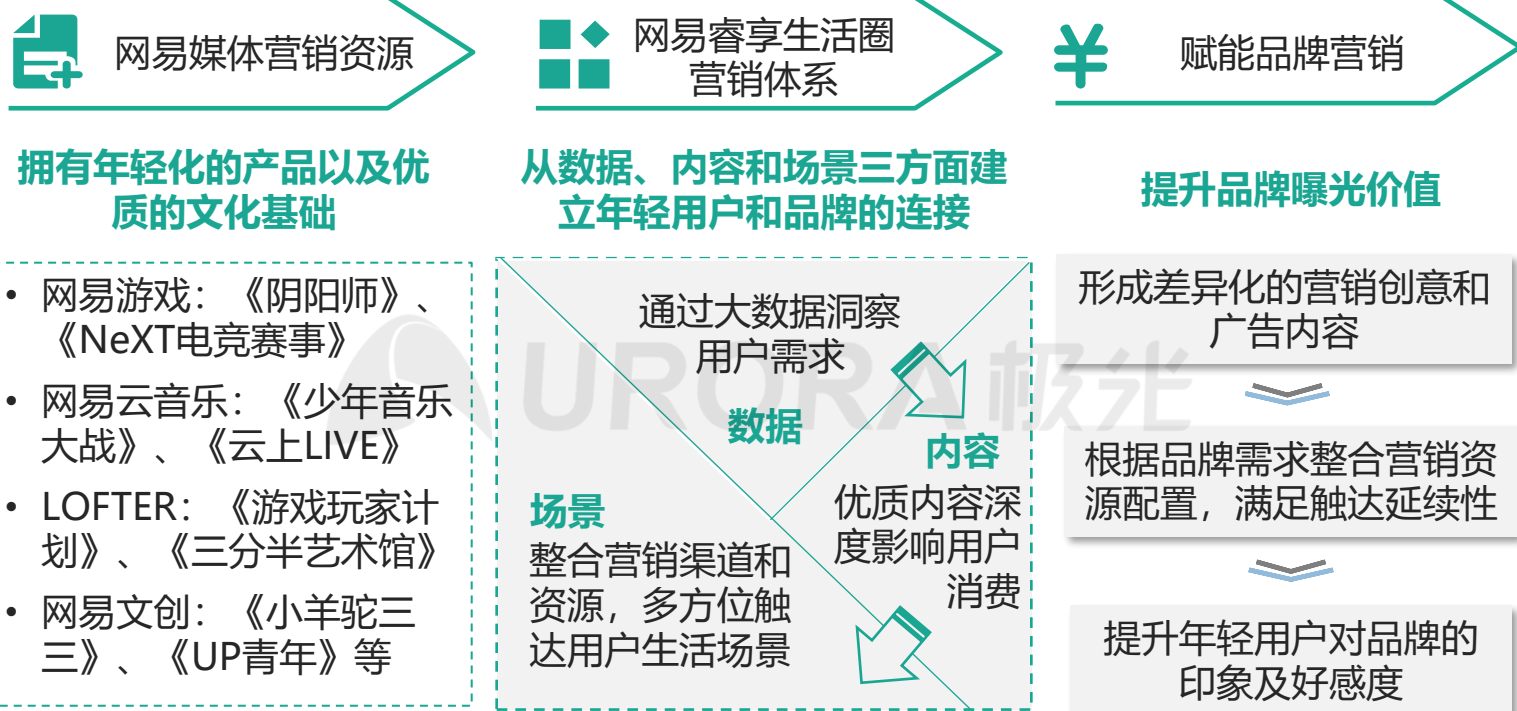 网易媒体营销资源
拥有年轻化的产品以及优
质的文化基础
• 网易游戏：《阴阳师》、
《NeXT电竞赛事》
• 网易云音乐：《少年音乐
大战》、《云上LIVE》
• LOFTER：《游戏玩家计
划》、《三分半艺术馆》
• 网易文创：《小羊驼三
三》、《UP青年》等
网易睿享生活圈
营销体系
从数据、内容和场景三方面建
立年轻用户和品牌的连接
通过大数据洞察
用户需求
数据
内容
优质内容深
度影响用户
消费
场景
整合营销渠道和
资源，多方位触
达用户生活场景
¥
赋能品牌营销
提升品牌曝光价值
形成差异化的营销创意和
广告内容
根据品牌需求整合营销资
源配置，满足触达延续性
提升年轻用户对品牌的
印象及好感度
AURORA极光